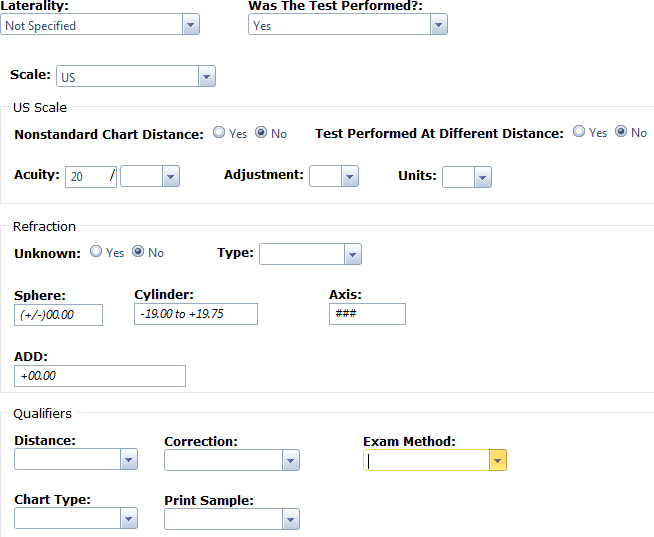 Laterality: Was The Test Performed?:
Not Specified Yes
Scale: US
US Scale
Nonstandard Chart Distance: Yes No Test Performed At Different Distance: Yes No
Acuity: 20 / Adjustment: Units:
Refraction
Unknown: Yes No Type:
Sphere: Cylinder: Axis:
(+/-)00.00 -19.00 to +19.75 ###
ADD:
+00.00
Qualifiers
Distance: Correction: Exam Method:
Chart Type: Print Sample: